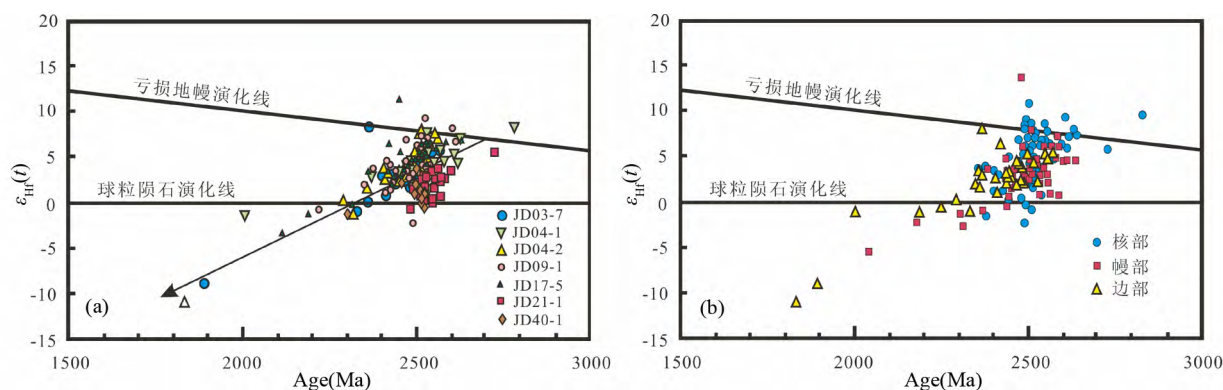 20
15
10
5
0
-5
-10
-15
εHf(t)
亏损地幔演化线
球粒陨石演化线
JD03-7
JD04-1
JD04-2
JD09-1
JD17-5
JD21-1
JD40-1
(a)
1500
2000
2500
3000
Age(Ma)
20
15
10
5
0
-5
-10
-15
εHf(t)
亏损地幔演化线
球粒陨石演化线
核部
幔部
边部
(b)
1500
2000
2500
3000
Age(Ma)